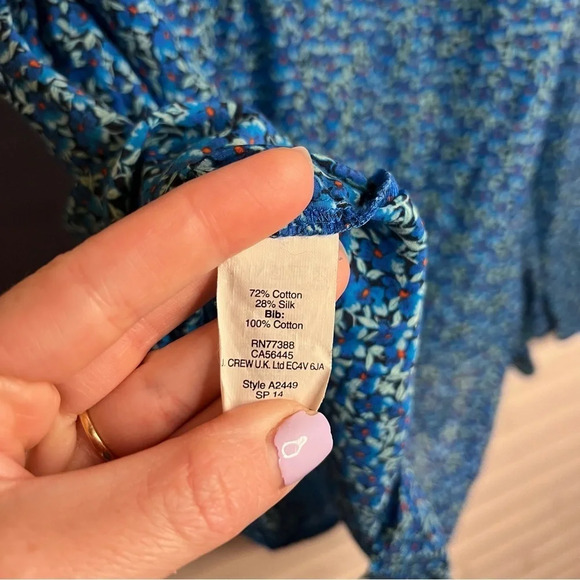 72% Cotton
28% Silk
Bib:
100% Cotton
RN77388
CA56445
J. CREW U.K. Ltd EC4V 6JA
Style A2449
SP 14